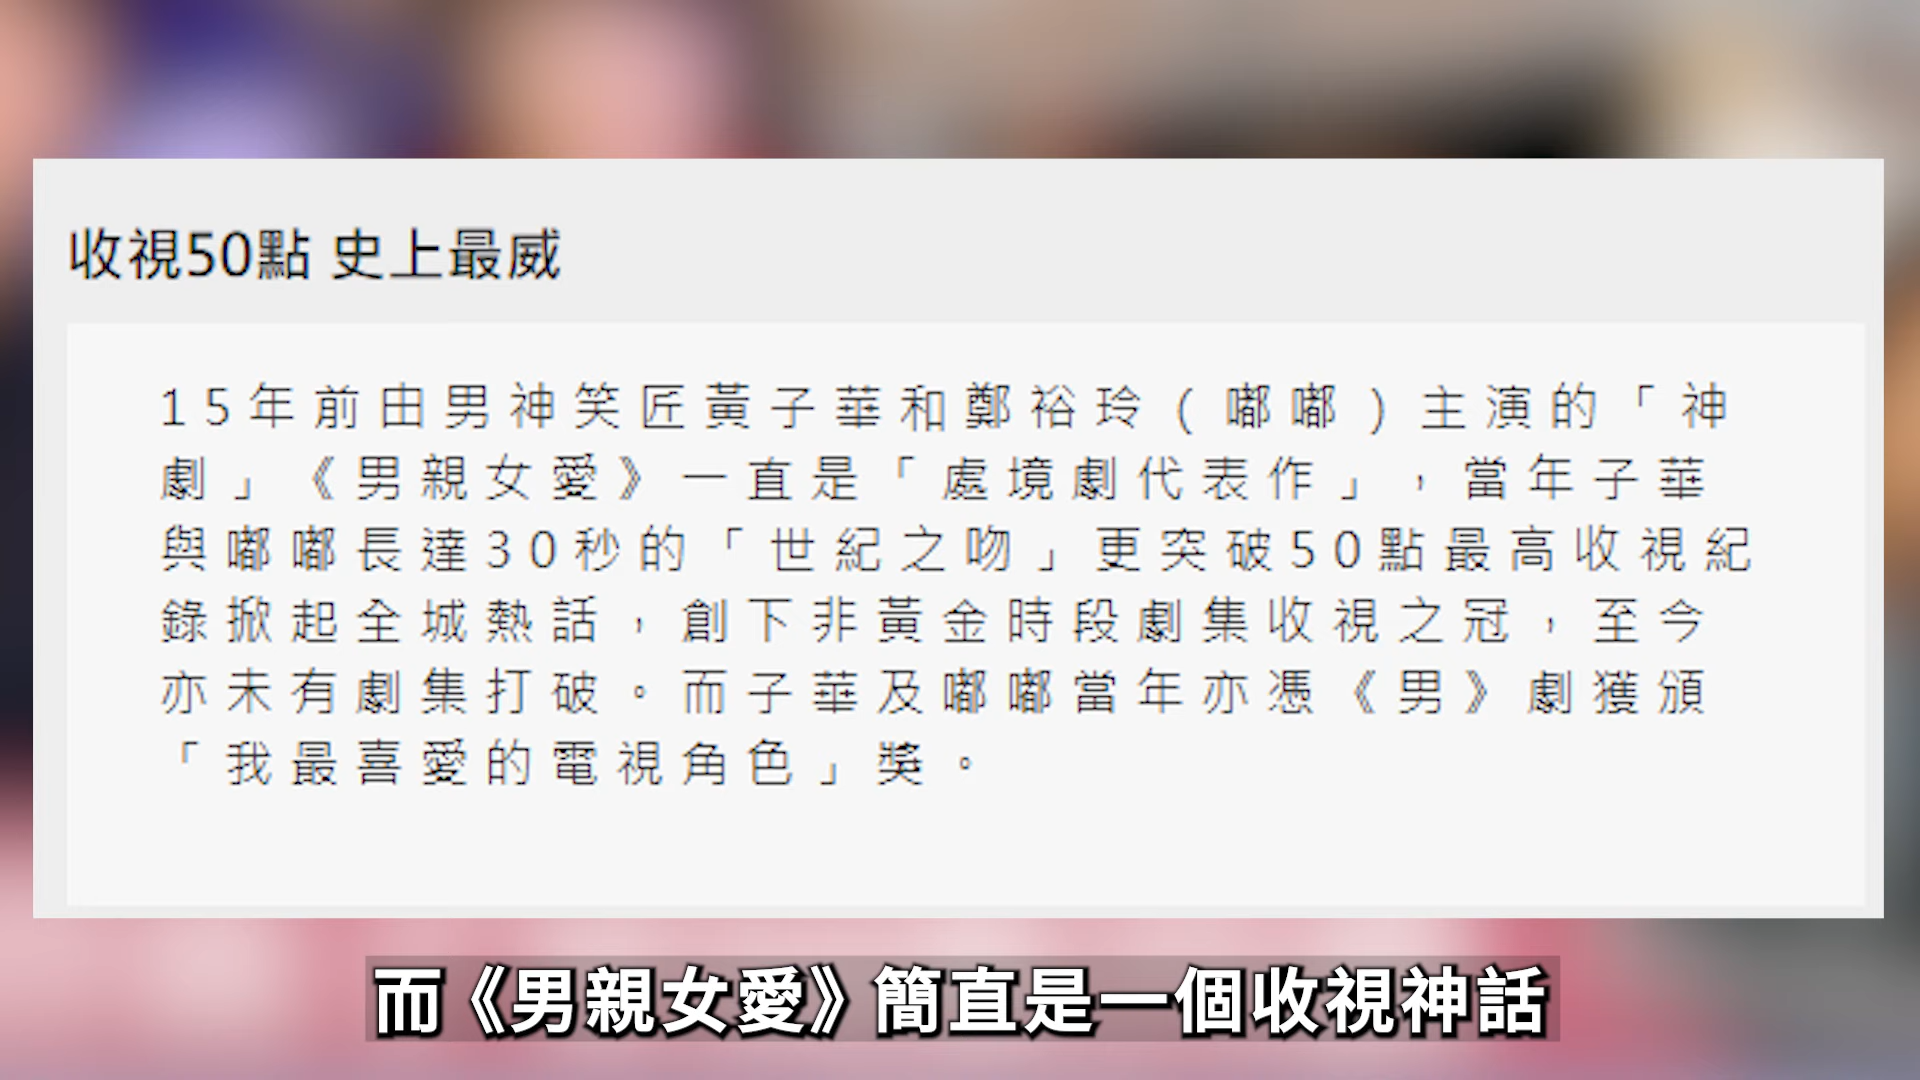 收視50點 史上最威
15年前由男神笑匠黃子華和鄭裕玲(嘟嘟)主演的「神
劇」《男親女愛》一直是「處境劇代表作」，當年子華
與嘟嘟長達30秒的「世紀之吻」更突破50點最高收視紀
錄掀起全城熱話，創下非黃金時段劇集收視之冠，至今
亦未有劇集打破。而子華及嘟嘟當年亦憑《男》劇獲頒
「我最喜愛的電視角色」獎。
而《男親女愛》簡直是一個收視神話